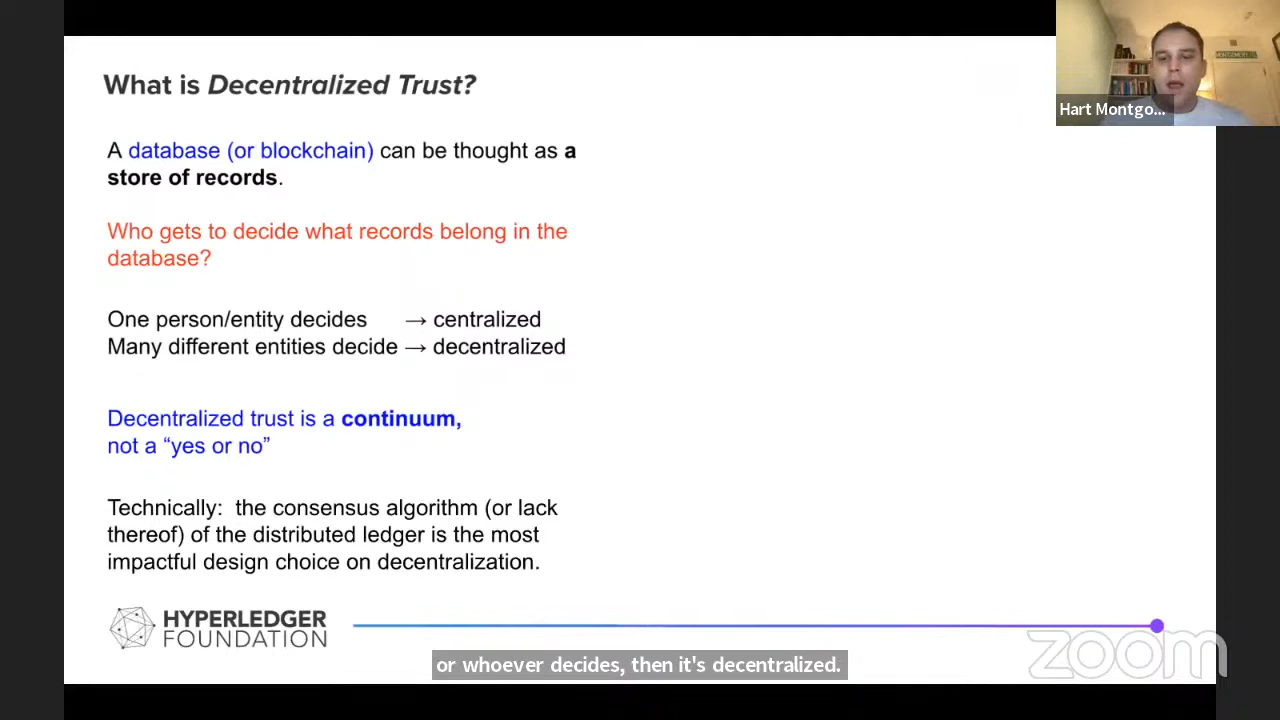 What is Decentralized Trust?
Hart Montgo...
A database (or blockchain) can be thought as a
store of records.
Who gets to decide what records belong in the
database?
One person/entity decides → centralized
Many different entities decide → decentralized
Decentralized trust is a continuum,
not a “yes or no”
Technically: the consensus algorithm (or lack
thereof) of the distributed ledger is the most
impactful design choice on decentralization.
HYPERLEDGER
FOUNDATION
zoom
or whoever decides, then it's decentralized.